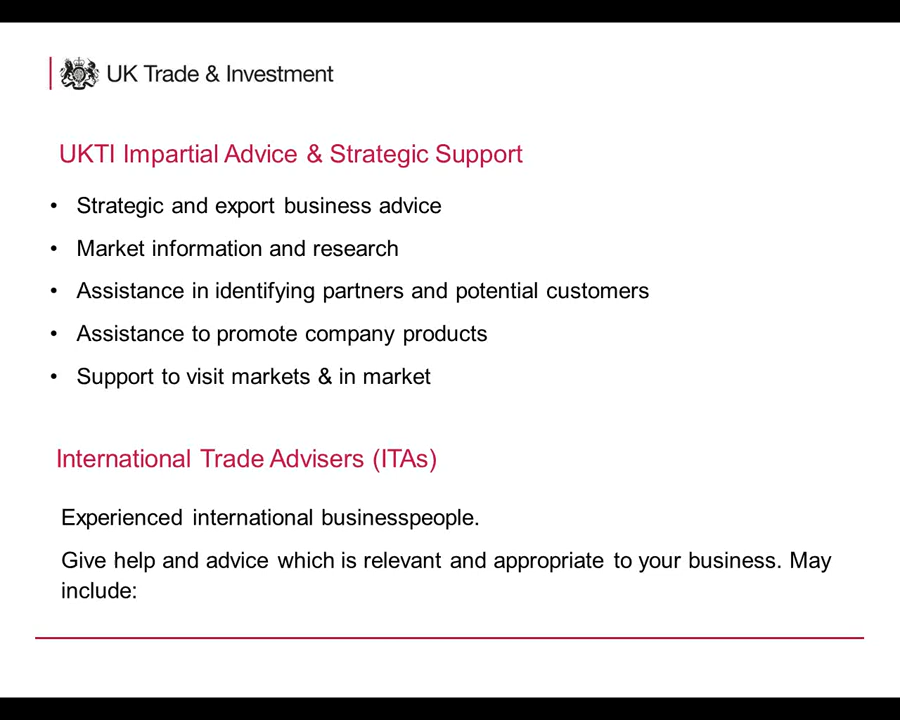 UK Trade & Investment
UKTI Impartial Advice & Strategic Support
• Strategic and export business advice
• Market information and research
• Assistance in identifying partners and potential customers
• Assistance to promote company products
• Support to visit markets & in market
International Trade Advisers (ITAs)
Experienced international businesspeople.
Give help and advice which is relevant and appropriate to your business. May
include: